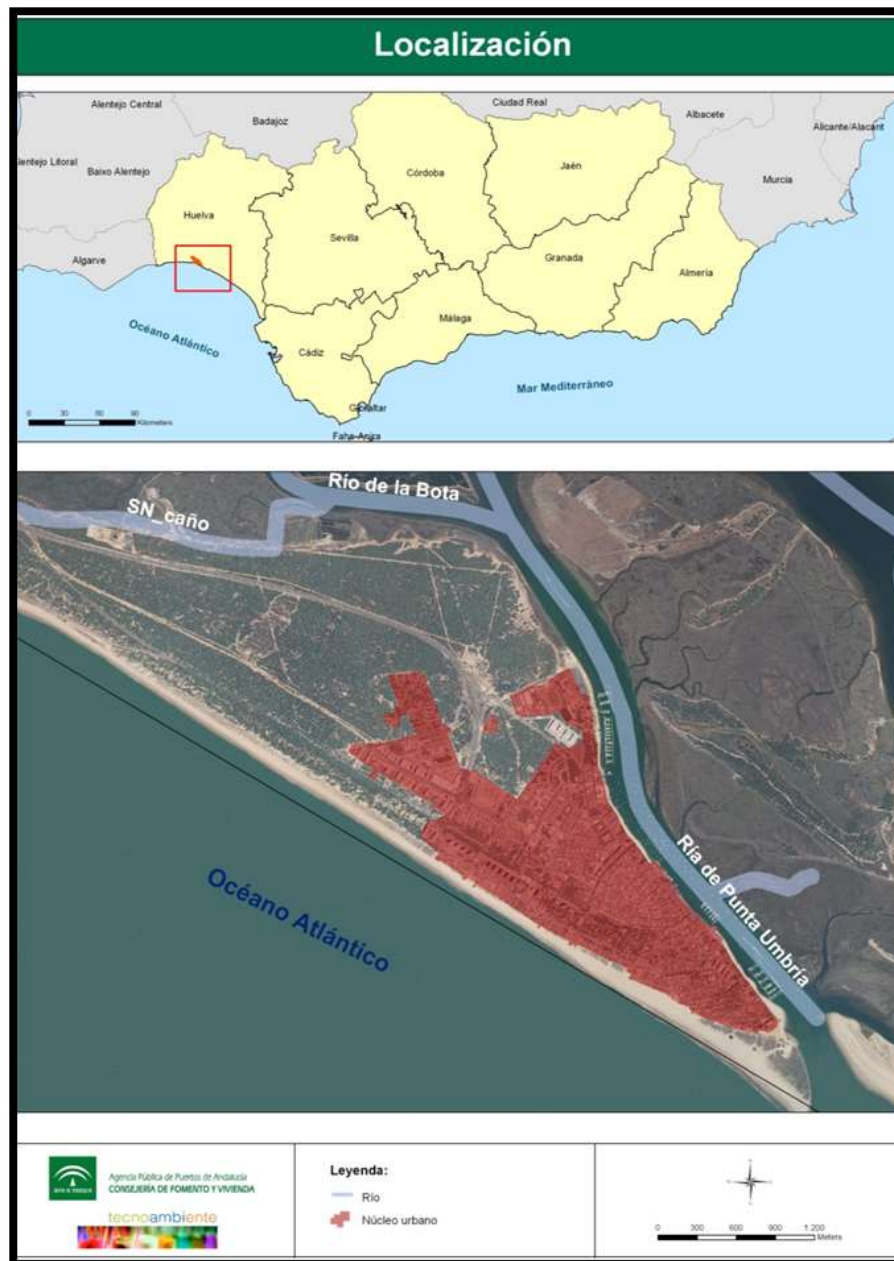 Localización
Alentejo Central
Badajoz
Ciudad Real
Albacete
Alicante/Alacant
lentejo Litoral
Baixo Alentejo
Córdoba
Jaén
Murcia
Huelva
Sevilla
Algarve
Granada
Almería
Málaga
Océano Atlántico
Cádiz
Mar Mediterráneo
Gibraltar
0 30 60 90
Kilometers
Río de la Bota
SN_caño
Ría de Punta Umbría
Océano Atlántico
Agencia Pública de Puertos de Andalucía
CONSEJERÍA DE FOMENTO Y VIVIENDA
tecnoambiente
Leyenda:
Río
Núcleo urbano
0 300 600 900 1.200
Meters